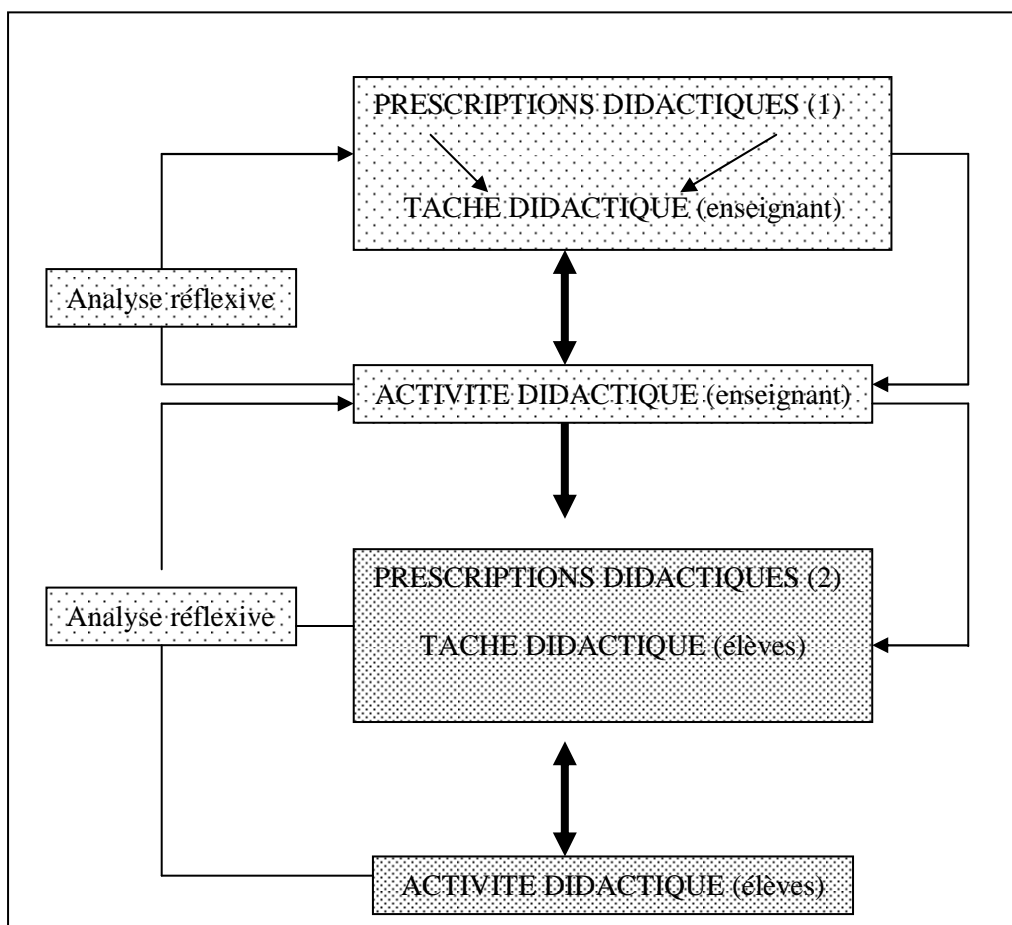 PRESCRIPTIONS DIDACTIQUES (1)
TACHE DIDACTIQUE (enseignant)
Analyse réflexive
ACTIVITE DIDACTIQUE (enseignant)
PRESCRIPTIONS DIDACTIQUES (2)
Analyse réflexive
TACHE DIDACTIQUE (élèves)
ACTIVITE DIDACTIQUE (élèves)